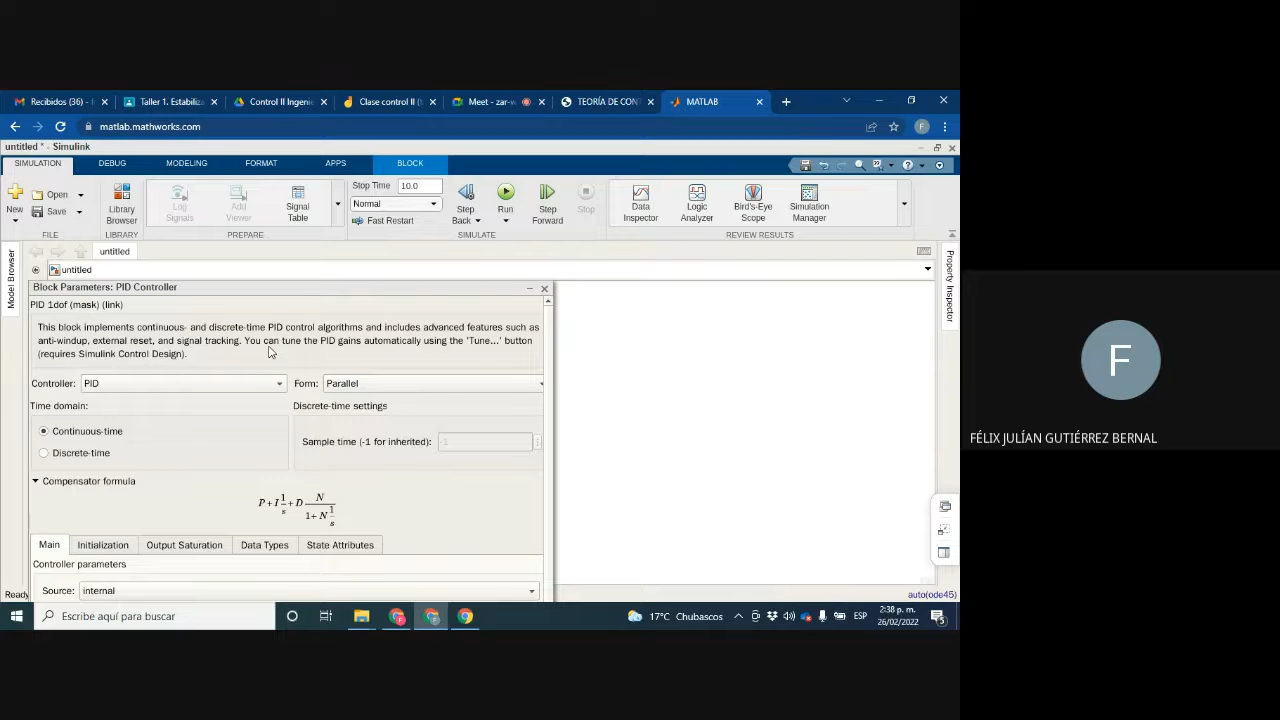 Recibidos (36) -
Taller 1. Estabiliza
Control II Ingeni
Clase control II (
Meet - zar-w
TEORÍA DE CON
MATLAB
matlab.mathworks.com
F
untitled * - Simulink
SIMULATION
DEBUG
MODELING
FORMAT
APPS
BLOCK
New
Open
Save
Library
Browser
Log
Signals
Add
Viewer
Signal
Table
Stop Time
10.0
Normal
Fast Restart
Step
Back
Run
Step
Forward
Stop
Data
Inspector
Logic
Analyzer
Bird's-Eye
Scope
Simulation
Manager
FILE
LIBRARY
PREPARE
SIMULATE
REVIEW RESULTS
untitled
untitled
Model Browser
Property Inspector
Block Parameters: PID Controller
PID 1dof (mask) (link)
This block implements continuous- and discrete-time PID control algorithms and includes advanced features such as
anti-windup, external reset, and signal tracking. You can tune the PID gains automatically using the 'Tune...' button
(requires Simulink Control Design).
Controller: PID
Form: Parallel
Time domain:
Discrete-time settings
Continuous-time
Discrete-time
Sample time (-1 for inherited): -1
Compensator formula
P + I 1/s + D N / (1 + N 1/s)
Main
Initialization
Output Saturation
Data Types
State Attributes
Controller parameters
Source: internal
Ready
auto(ode45)
Escribe aquí para buscar
17°C Chubascos
ESP
2:38 p. m.
26/02/2022
5
F
FÉLIX JULÍAN GUTIÉRREZ BERNAL